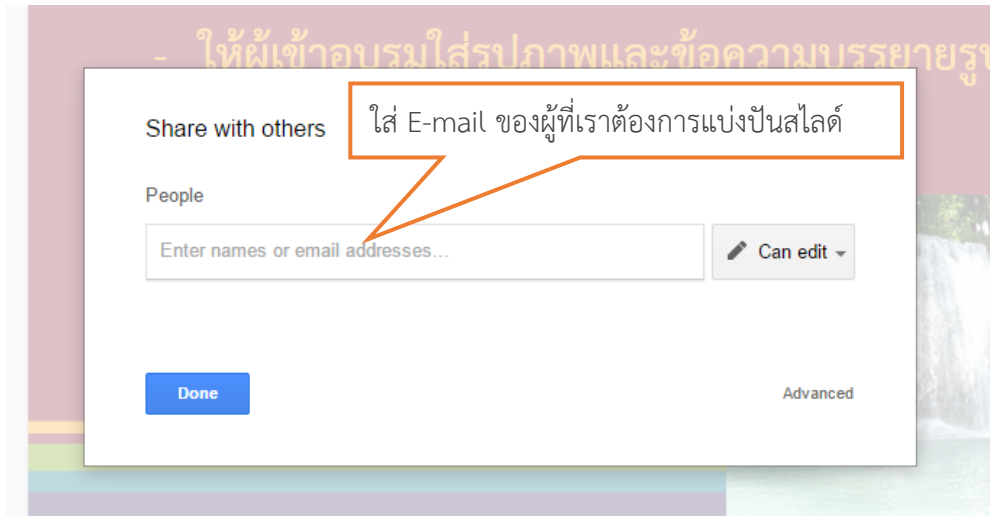 - ให้ผู้เข้าอบรมใส่รูปภาพและข้อความบรรยายรูป
ใส่ E-mail ของผู้ที่เราต้องการแบ่งปันสไลด์
Share with others
People
Enter names or email addresses...
Can edit
Done
Advanced